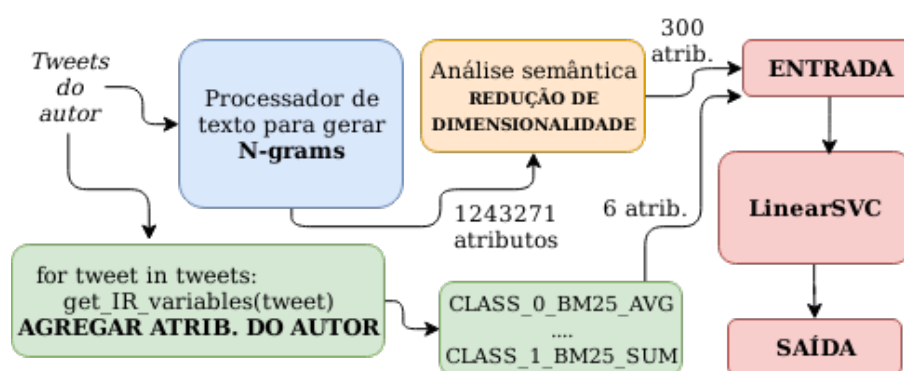 Tweets
do
autor
Processador de
texto para gerar
N-grams
Análise semântica
REDUÇÃO DE
DIMENSIONALIDADE
300
atrib.
ENTRADA
1243271
atributos
6 atrib.
LinearSVC
for tweet in tweets:
get_IR_variables(tweet)
AGREGAR ATRIB. DO AUTOR
CLASS_0_BM25_AVG
....
CLASS_1_BM25_SUM
SAÍDA